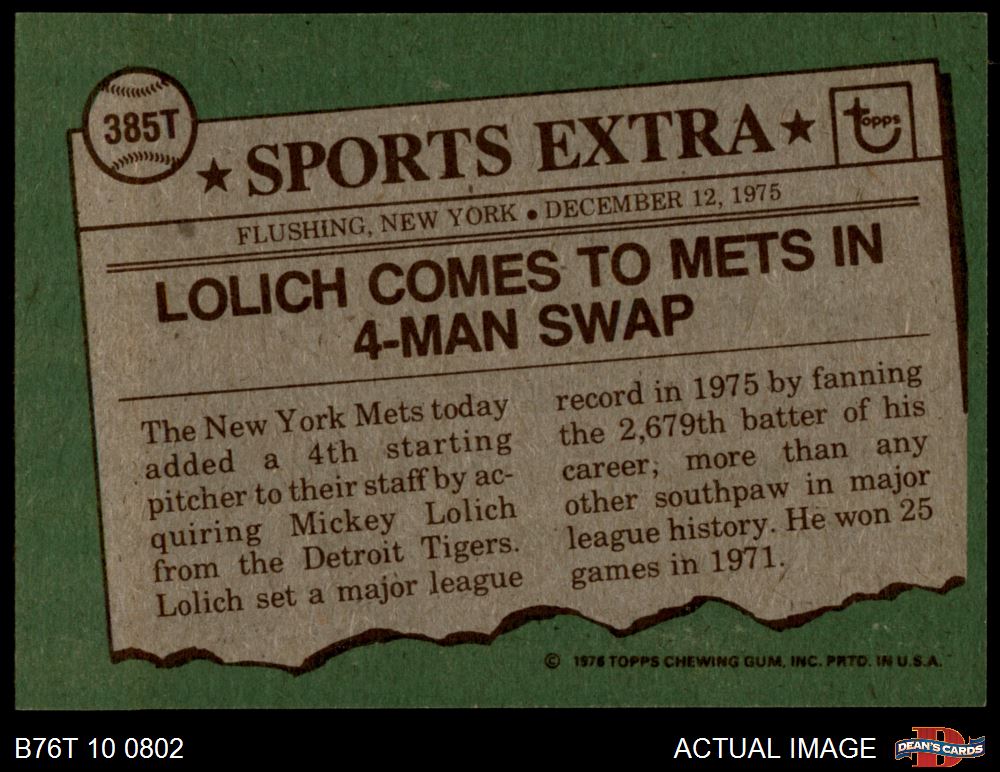 385T
★ SPORTS EXTRA ★
topps
FLUSHING, NEW YORK • DECEMBER 12, 1975
LOLICH COMES TO METS IN
4-MAN SWAP
The New York Mets today
added a 4th starting
pitcher to their staff by ac-
quiring Mickey Lolich
from the Detroit Tigers.
Lolich set a major league
record in 1975 by fanning
the 2,679th batter of his
career, more than any
other southpaw in major
league history. He won 25
games in 1971.
© 1976 TOPPS CHEWING GUM, INC. PRTD. IN U.S.A.
B76T 10 0802
ACTUAL IMAGE
D
DEAN'S CARDS